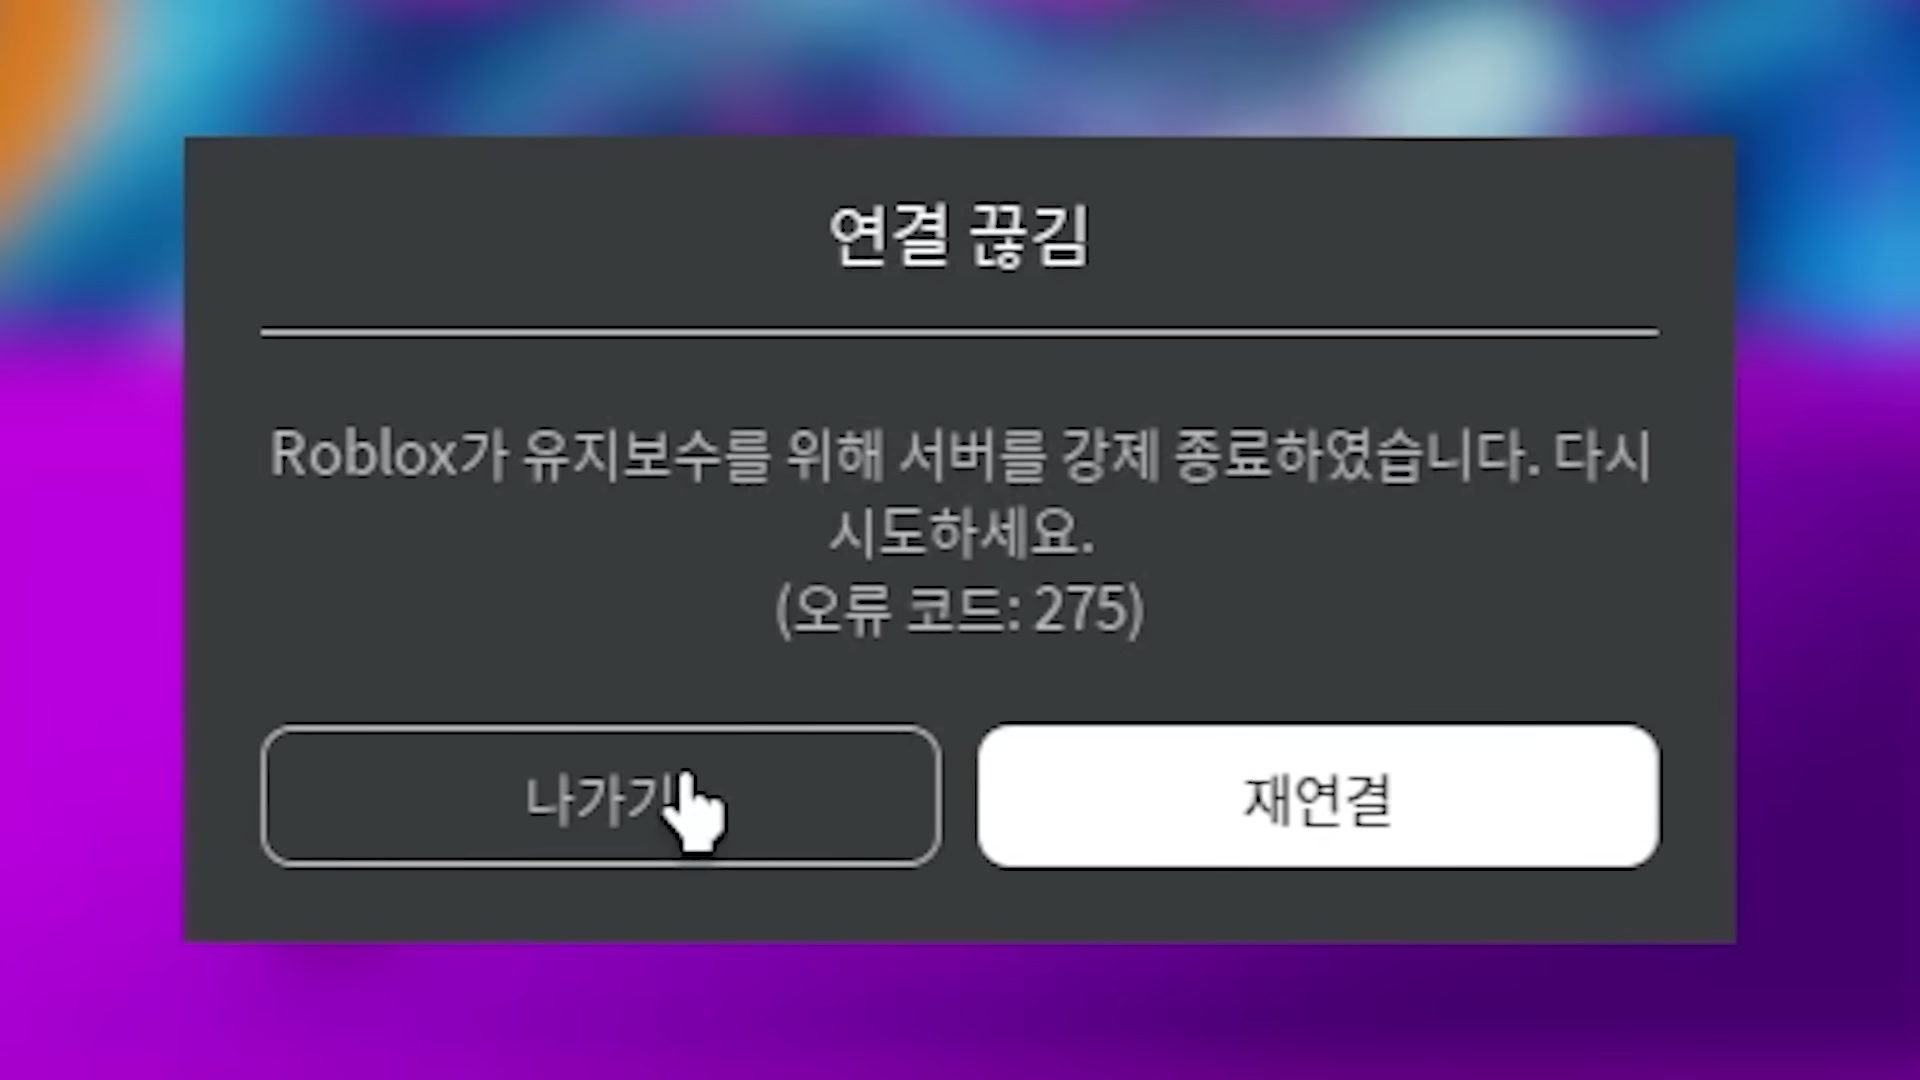 연결 끊김
Roblox가 유지보수를 위해 서버를 강제 종료하였습니다. 다시
시도하세요.
(오류 코드: 275)
나가기
재연결